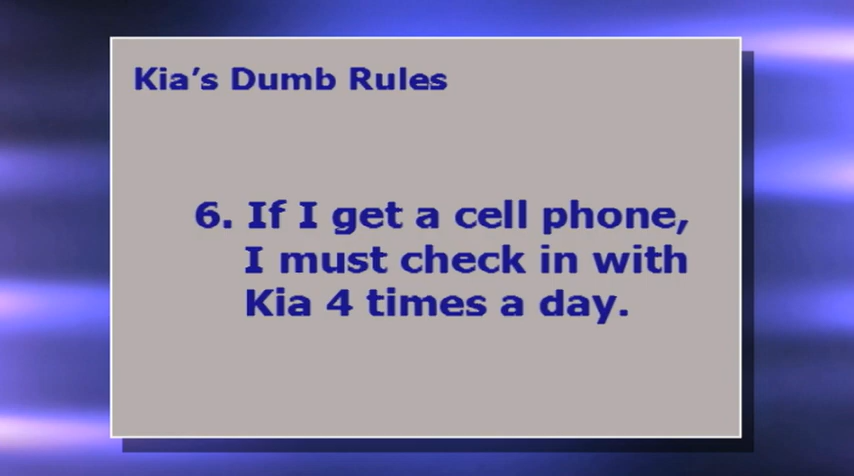 Kia’s Dumb Rules
6. If I get a cell phone,
I must check in with
Kia 4 times a day.